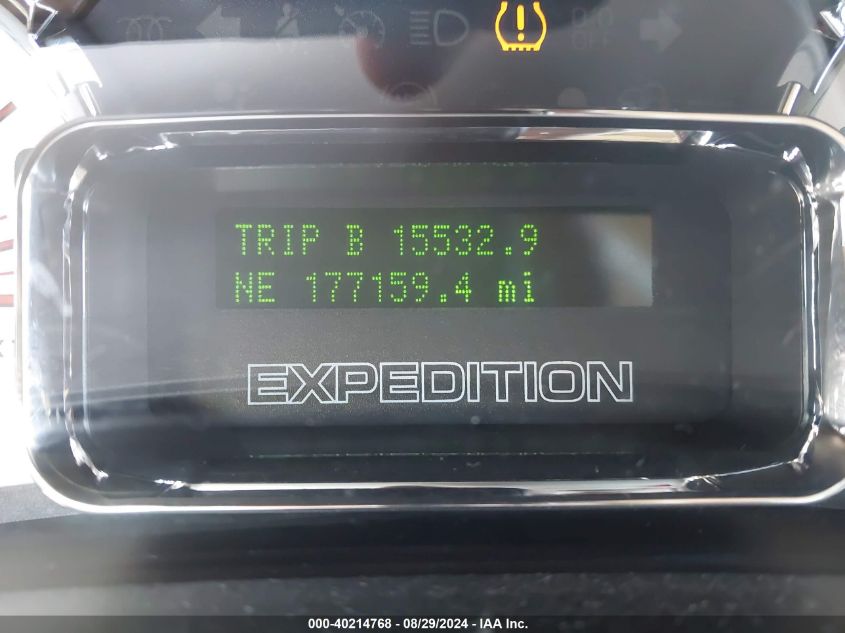 TRIP B 15532.9
NE 177159.4 mi
EXPEDITION
000-40214768 - 08/29/2024 - IAA Inc.